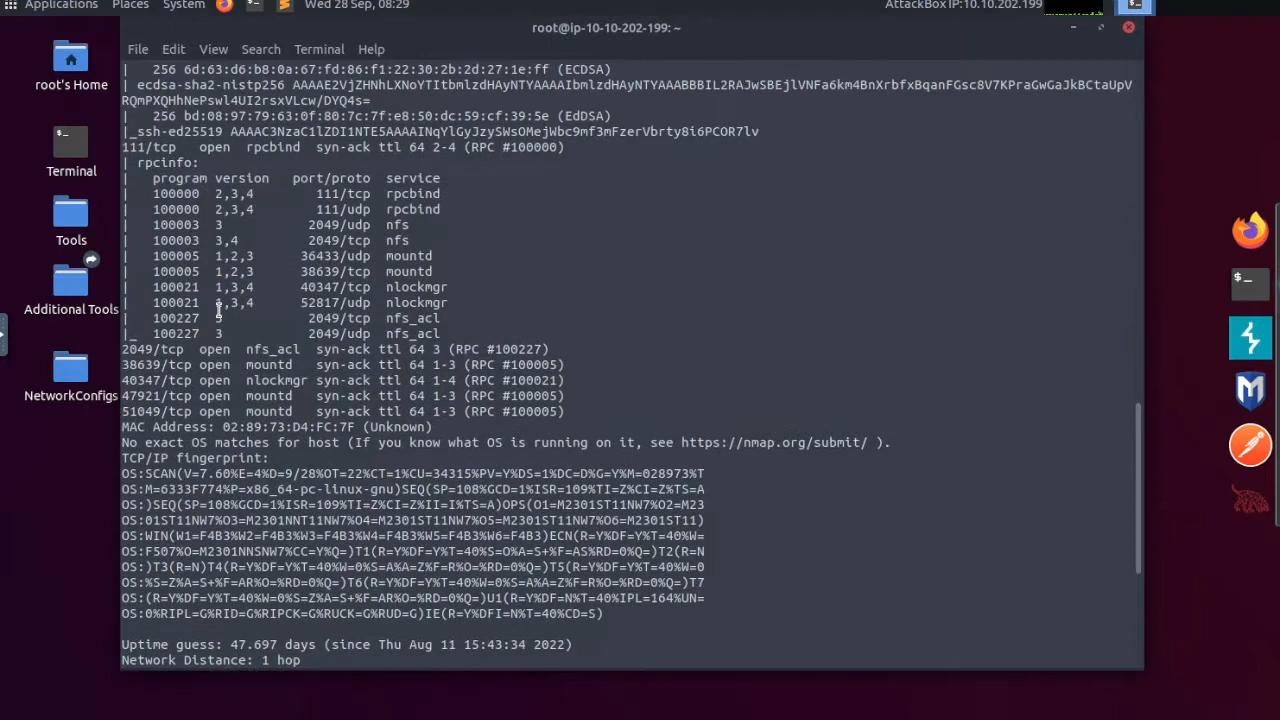 Applications Places System Wed 28 Sep, 08:29 AttackBox IP:10.10.202.199
root@ip-10-10-202-199: ~
File Edit View Search Terminal Help
| 256 6d:63:d6:b8:0a:67:fd:86:f1:22:30:2b:2d:27:1e:ff (ECDSA)
| ecdsa-sha2-nistp256 AAAAE2VjZHNhLXNoYTItbmlzdHAyNTYAAAAIbmlzdHAyNTYAAABBBIL2RAJwSBEjlVNFa6km4BnXrbfxBqanFGsc8V7KPraGwGaJkBCtaUpV
RQmPXQHhNePswl4UI2rsxVLcw/DYQ4s=
| 256 bd:08:97:79:63:0f:80:7c:7f:e8:50:dc:59:cf:39:5e (EdDSA)
|_ssh-ed25519 AAAAC3NzaC1lZDI1NTE5AAAAINqYlGyJzySWsOMejWbc9mf3mFzerVbrty8i6PCOR7lv
111/tcp open rpcbind syn-ack ttl 64 2-4 (RPC #100000)
| rpcinfo:
| program version port/proto service
| 100000 2,3,4 111/tcp rpcbind
| 100000 2,3,4 111/udp rpcbind
| 100003 3 2049/udp nfs
| 100003 3,4 2049/tcp nfs
| 100005 1,2,3 36433/udp mountd
| 100005 1,2,3 38639/tcp mountd
| 100021 1,3,4 40347/tcp nlockmgr
| 100021 1,3,4 52817/udp nlockmgr
| 100227 3 2049/tcp nfs_acl
|_ 100227 3 2049/udp nfs_acl
2049/tcp open nfs_acl syn-ack ttl 64 3 (RPC #100227)
38639/tcp open mountd syn-ack ttl 64 1-3 (RPC #100005)
40347/tcp open nlockmgr syn-ack ttl 64 1-4 (RPC #100021)
47921/tcp open mountd syn-ack ttl 64 1-3 (RPC #100005)
51049/tcp open mountd syn-ack ttl 64 1-3 (RPC #100005)
MAC Address: 02:89:73:D4:FC:7F (Unknown)
No exact OS matches for host (If you know what OS is running on it, see https://nmap.org/submit/ ).
TCP/IP fingerprint:
OS:SCAN(V=7.60%E=4%D=9/28%OT=22%CT=1%CU=34315%PV=Y%DS=1%DC=D%G=Y%M=028973%T
OS:M=6333F774%P=x86_64-pc-linux-gnu)SEQ(SP=108%GCD=1%ISR=109%TI=Z%CI=Z%TS=A
OS:)SEQ(SP=108%GCD=1%ISR=109%TI=Z%CI=Z%II=I%TS=A)OPS(O1=M2301ST11NW7%O2=M23
OS:01ST11NW7%O3=M2301NNT11NW7%O4=M2301ST11NW7%O5=M2301ST11NW7%O6=M2301ST11)
OS:WIN(W1=F4B3%W2=F4B3%W3=F4B3%W4=F4B3%W5=F4B3%W6=F4B3)ECN(R=Y%DF=Y%T=40%W=
OS:F507%O=M2301NNSNW7%CC=Y%Q=)T1(R=Y%DF=Y%T=40%S=O%A=S+%F=AS%RD=0%Q=)T2(R=N
OS:)T3(R=N)T4(R=Y%DF=Y%T=40%W=0%S=A%A=Z%F=R%O=%RD=0%Q=)T5(R=Y%DF=Y%T=40%W=0
OS:%S=Z%A=S+%F=AR%O=%RD=0%Q=)T6(R=Y%DF=Y%T=40%W=0%S=A%A=Z%F=R%O=%RD=0%Q=)T7
OS:(R=Y%DF=Y%T=40%W=0%S=Z%A=S+%F=AR%O=%RD=0%Q=)U1(R=Y%DF=N%T=40%IPL=164%UN=
OS:0%RIPL=G%RID=G%RIPCK=G%RUCK=G%RUD=G)IE(R=Y%DFI=N%T=40%CD=S)
Uptime guess: 47.697 days (since Thu Aug 11 15:43:34 2022)
Network Distance: 1 hop
root's Home
Terminal
Tools
Additional Tools
NetworkConfigs